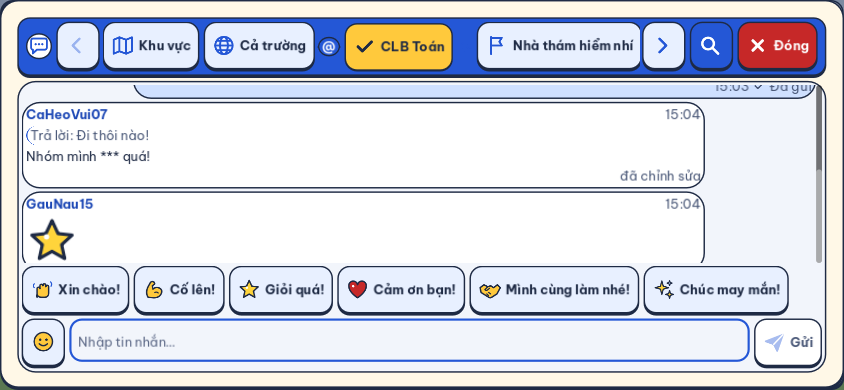 Khu vực
Cả trường
@
CLB Toán
Nhà thám hiểm nhí
Đóng
15:03 ✓ Đã gửi
CaHeoVui07 15:04
Trả lời: Đi thôi nào!
Nhóm mình *** quá!
đã chỉnh sửa
GauNau15 15:04
Xin chào!
Cố lên!
Giỏi quá!
Cảm ơn bạn!
Mình cùng làm nhé!
Chúc may mắn!
Nhập tin nhắn...
Gửi